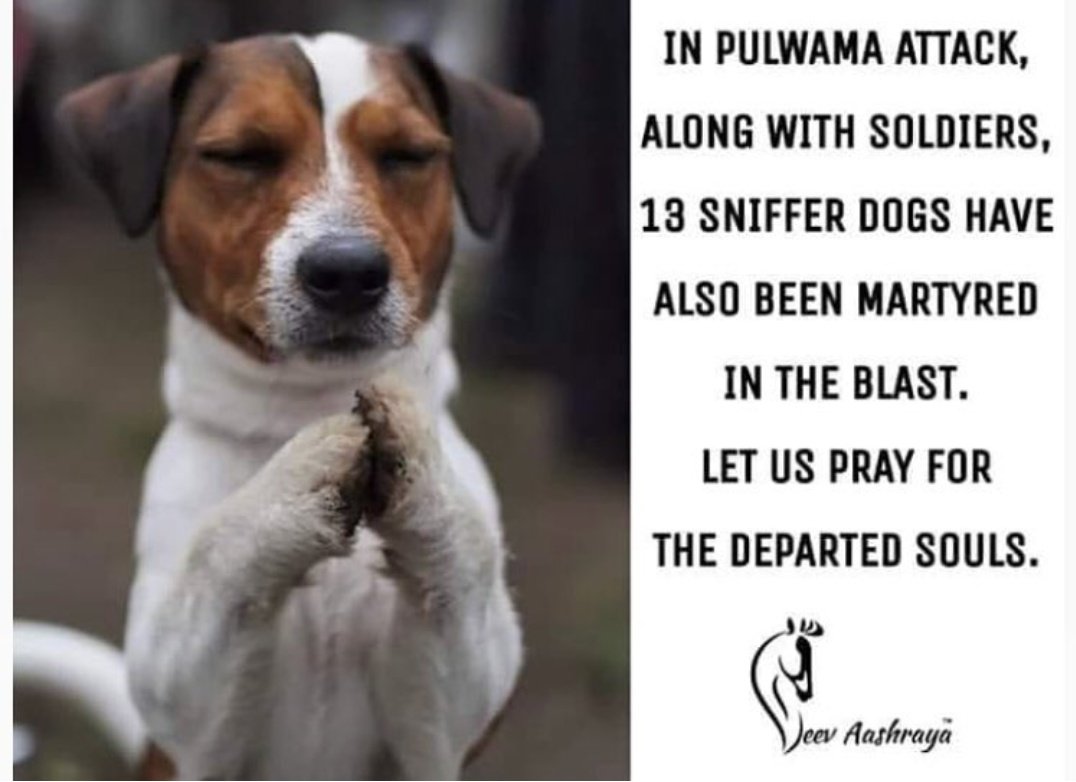 IN PULWAMA ATTACK,
ALONG WITH SOLDIERS,
13 SNIFFER DOGS HAVE
ALSO BEEN MARTYRED
IN THE BLAST.
LET US PRAY FOR
THE DEPARTED SOULS.
Jeev Aashraya™